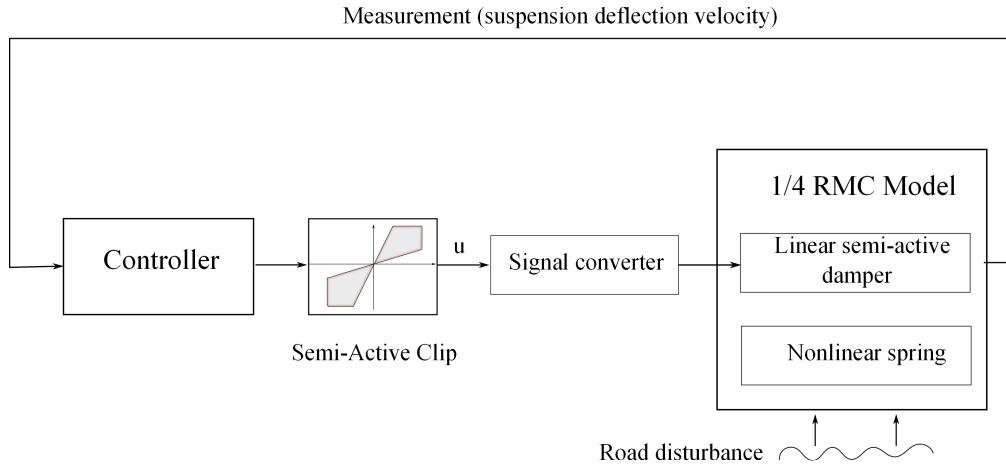 Measurement (suspension deflection velocity)
1/4 RMC Model
Controller
u
Signal converter
Linear semi-active
damper
Semi-Active Clip
Nonlinear spring
Road disturbance